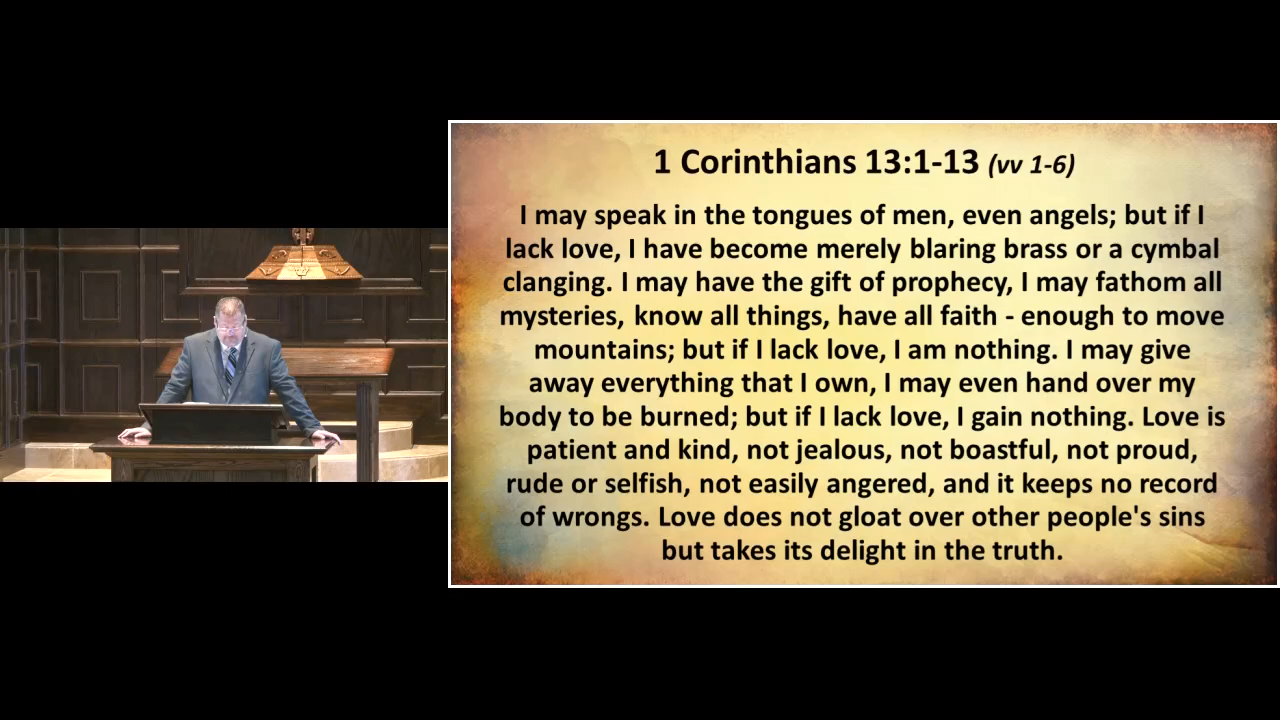 1 Corinthians 13:1-13 (vv 1-6)
I may speak in the tongues of men, even angels; but if I
lack love, I have become merely blaring brass or a cymbal
clanging. I may have the gift of prophecy, I may fathom all
mysteries, know all things, have all faith - enough to move
mountains; but if I lack love, I am nothing. I may give
away everything that I own, I may even hand over my
body to be burned; but if I lack love, I gain nothing. Love is
patient and kind, not jealous, not boastful, not proud,
rude or selfish, not easily angered, and it keeps no record
of wrongs. Love does not gloat over other people's sins
but takes its delight in the truth.